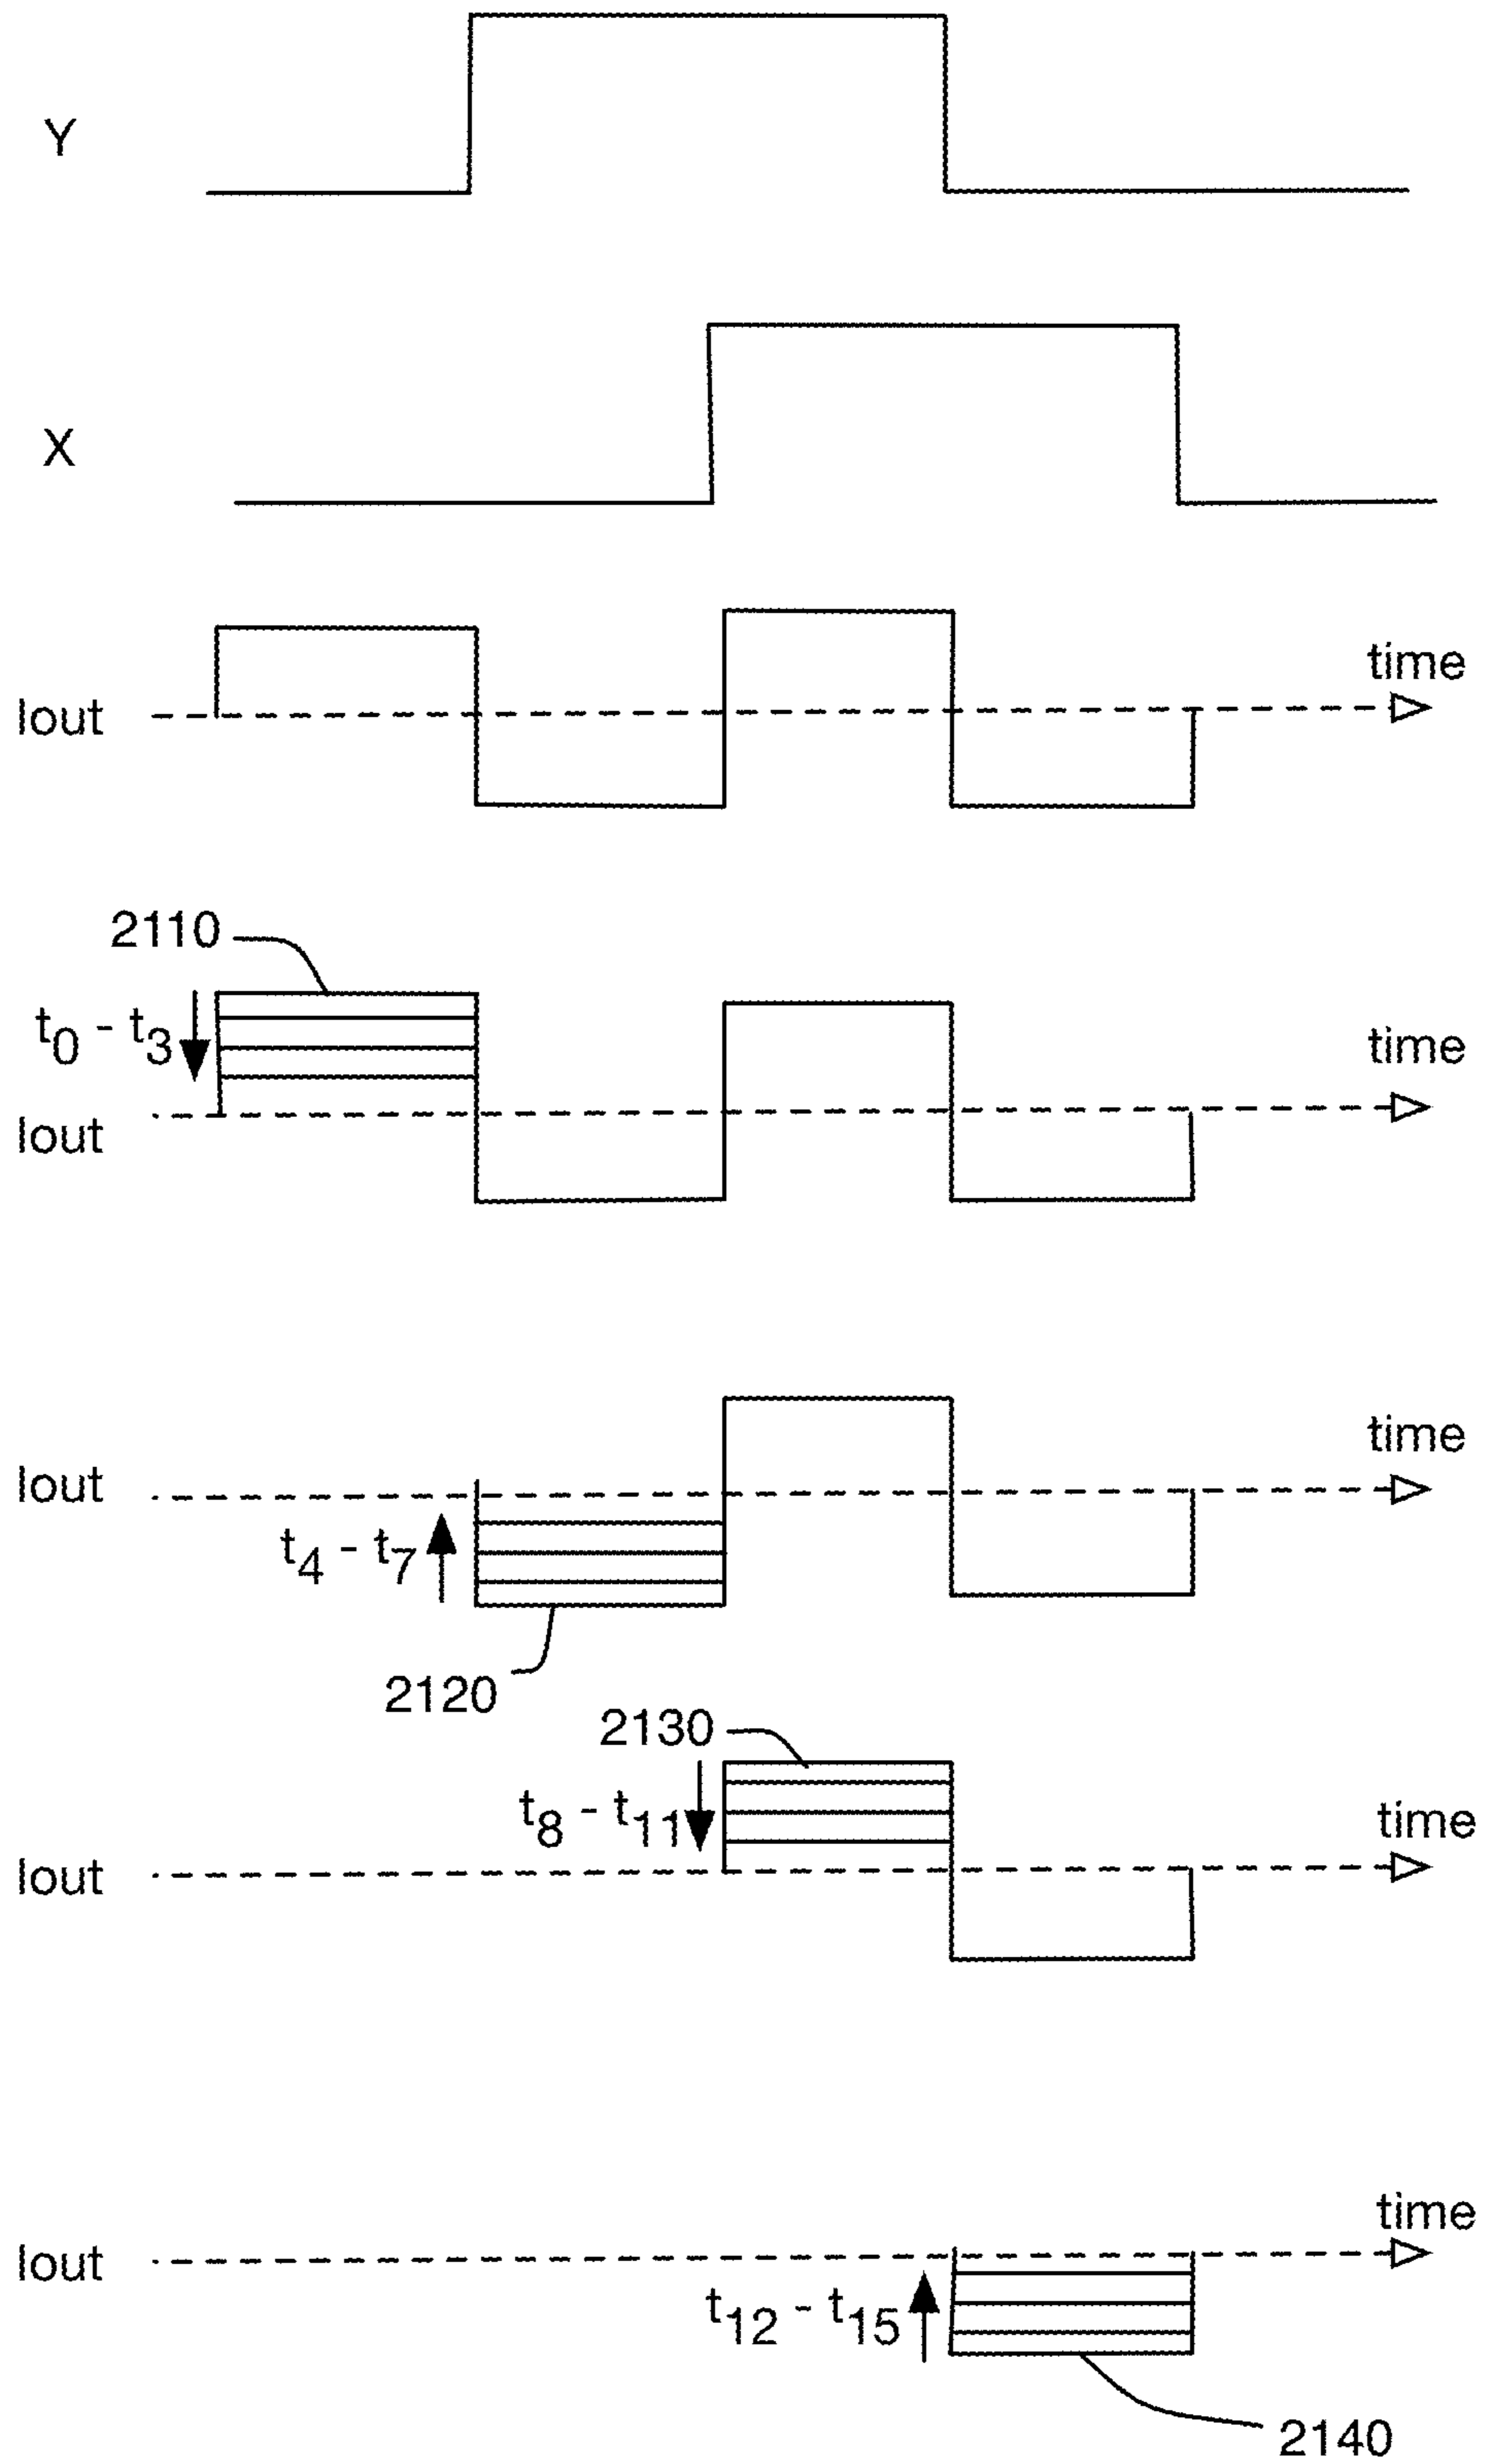 Y
X
time
Iout
2110
t0 - t3
time
Iout
time
Iout
t4 - t7
2120
2130
t8 - t11
time
Iout
time
Iout
t12 - t15
2140